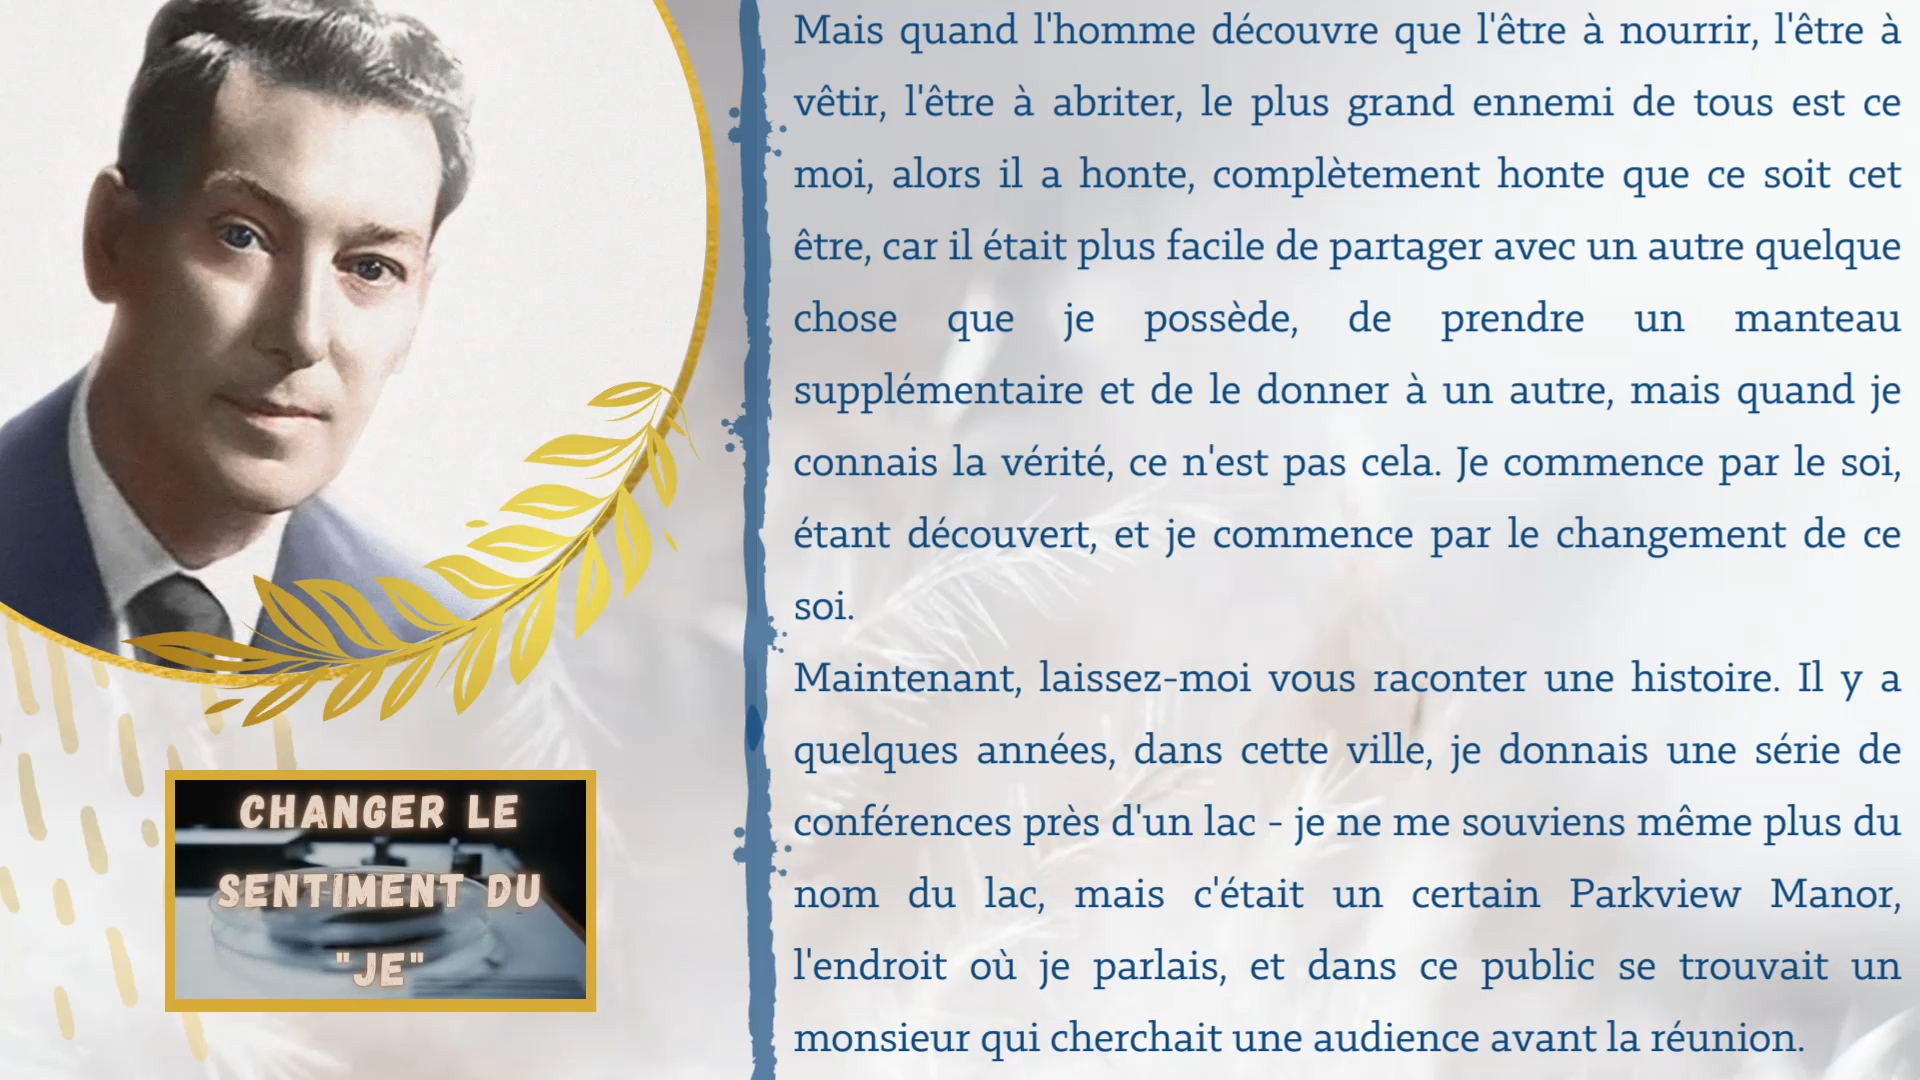 Mais quand l'homme découvre que l'être à nourrir, l'être à
vêtir, l'être à abriter, le plus grand ennemi de tous est ce
moi, alors il a honte, complètement honte que ce soit cet
être, car il était plus facile de partager avec un autre quelque
chose que je possède, de prendre un manteau
supplémentaire et de le donner à un autre, mais quand je
connais la vérité, ce n'est pas cela. Je commence par le soi,
étant découvert, et je commence par le changement de ce
soi.
Maintenant, laissez-moi vous raconter une histoire. Il y a
quelques années, dans cette ville, je donnais une série de
conférences près d'un lac - je ne me souviens même plus du
nom du lac, mais c'était un certain Parkview Manor,
l'endroit où je parlais, et dans ce public se trouvait un
monsieur qui cherchait une audience avant la réunion.
CHANGER LE
SENTIMENT DU
"JE"